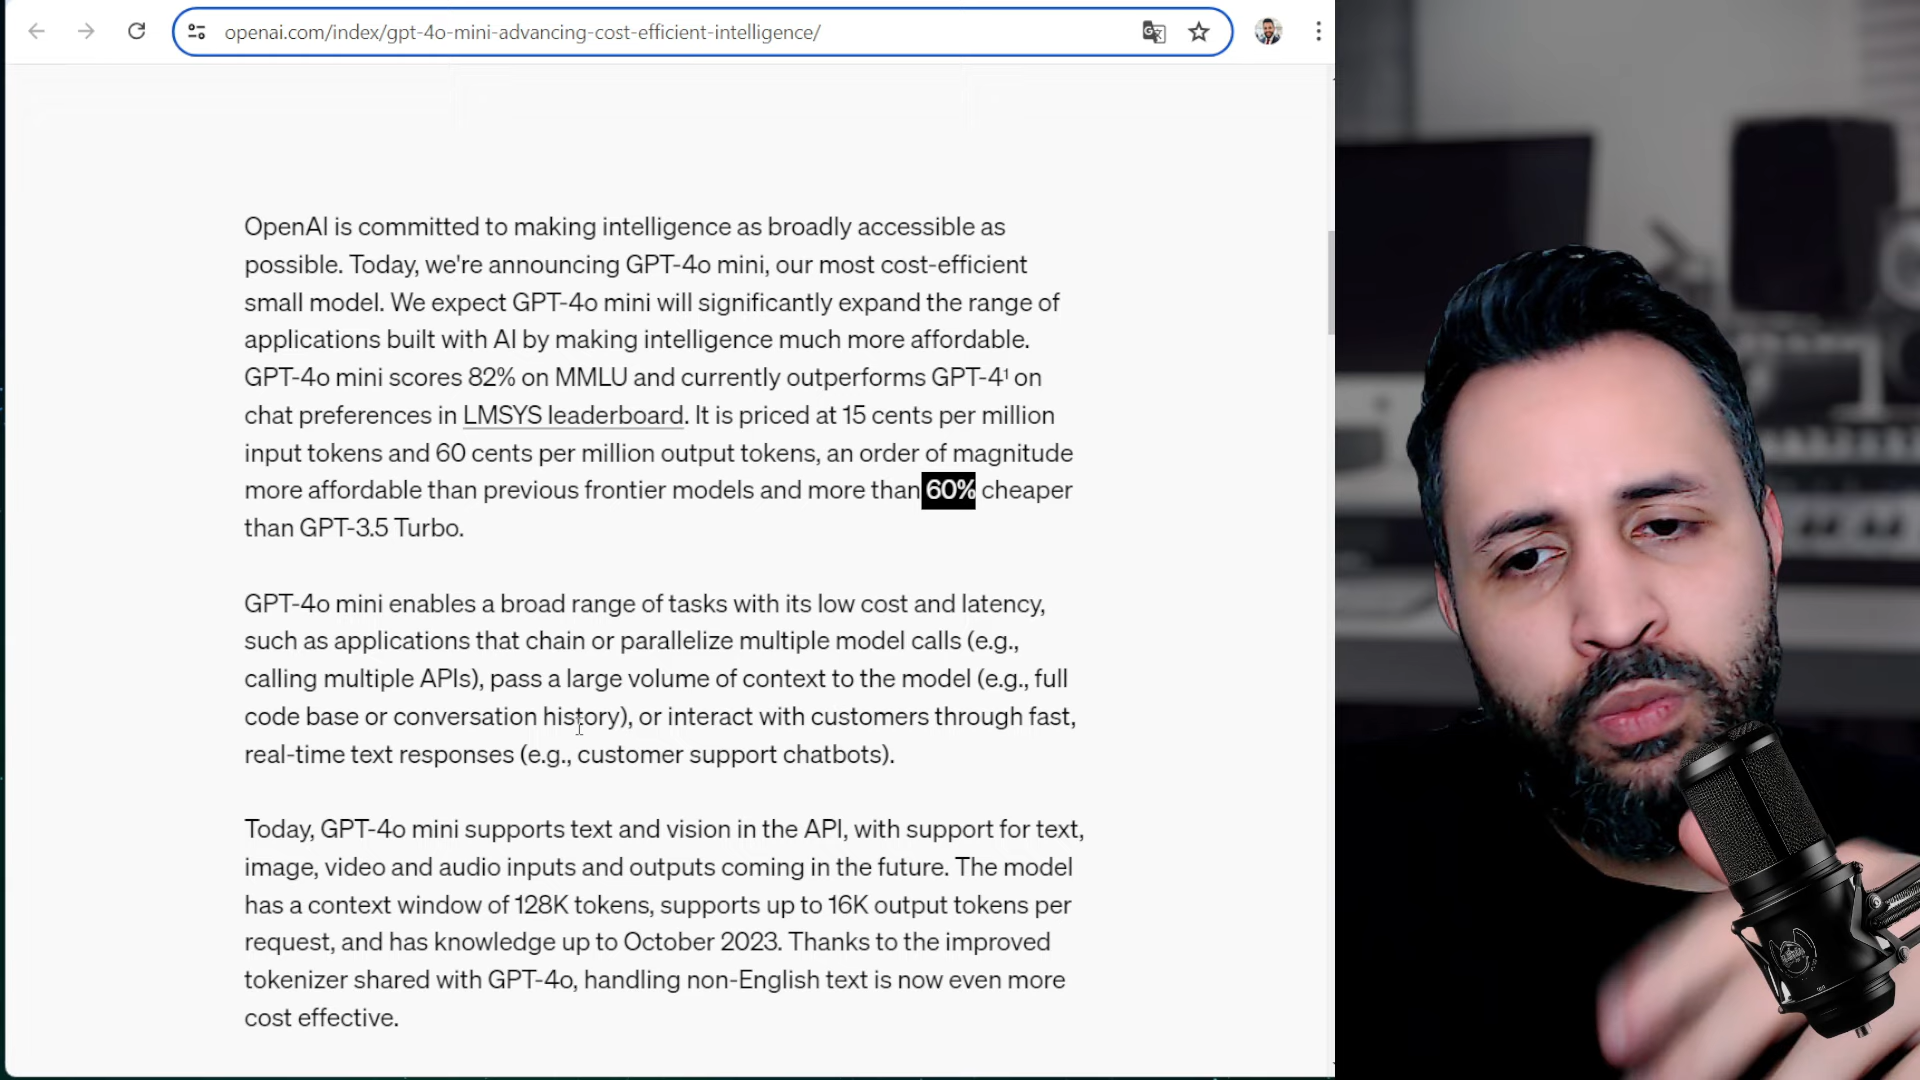 openai.com/index/gpt-4o-mini-advancing-cost-efficient-intelligence/
OpenAI is committed to making intelligence as broadly accessible as
possible. Today, we're announcing GPT-4o mini, our most cost-efficient
small model. We expect GPT-4o mini will significantly expand the range of
applications built with AI by making intelligence much more affordable.
GPT-4o mini scores 82% on MMLU and currently outperforms GPT-4¹ on
chat preferences in LMSYS leaderboard. It is priced at 15 cents per million
input tokens and 60 cents per million output tokens, an order of magnitude
more affordable than previous frontier models and more than 60% cheaper
than GPT-3.5 Turbo.
GPT-4o mini enables a broad range of tasks with its low cost and latency,
such as applications that chain or parallelize multiple model calls (e.g.,
calling multiple APIs), pass a large volume of context to the model (e.g., full
code base or conversation history), or interact with customers through fast,
real-time text responses (e.g., customer support chatbots).
Today, GPT-4o mini supports text and vision in the API, with support for text,
image, video and audio inputs and outputs coming in the future. The model
has a context window of 128K tokens, supports up to 16K output tokens per
request, and has knowledge up to October 2023. Thanks to the improved
tokenizer shared with GPT-4o, handling non-English text is now even more
cost effective.